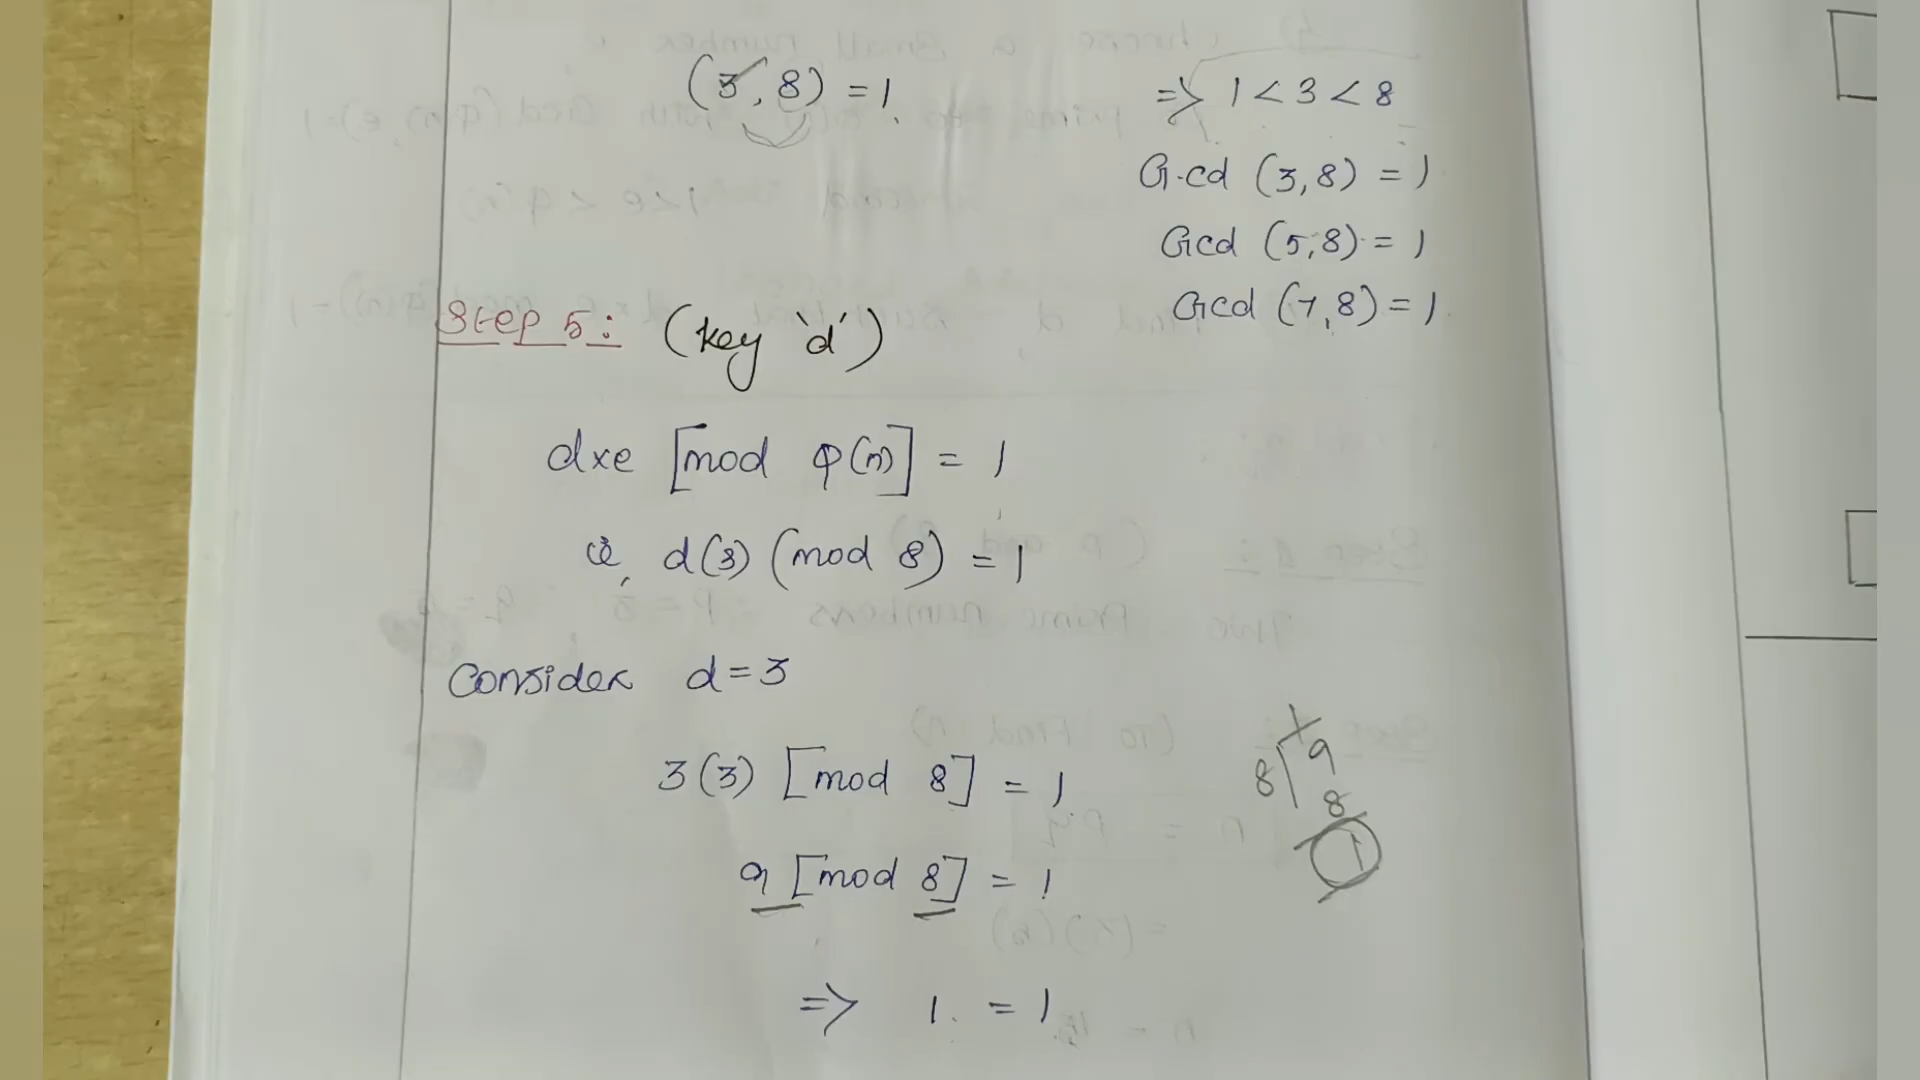 (3, 8) = 1.
=> 1 < 3 < 8
G.cd (3, 8) = 1
Gcd (5, 8) = 1
Gcd (7, 8) = 1
Step 5: (key 'd')
dxe [mod φ(n)] = 1
ie, d(3) (mod 8) = 1
Consider d = 3
3(3) [mod 8] = 1
9 [mod 8] = 1
=> 1. = 1
1
8 9
8
1